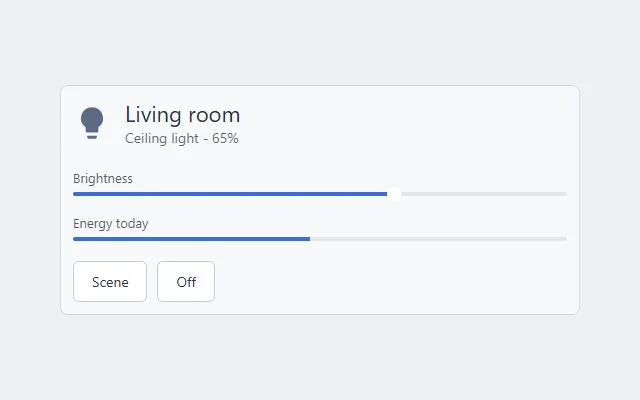 Living room
Ceiling light - 65%
Brightness
Energy today
Scene
Off